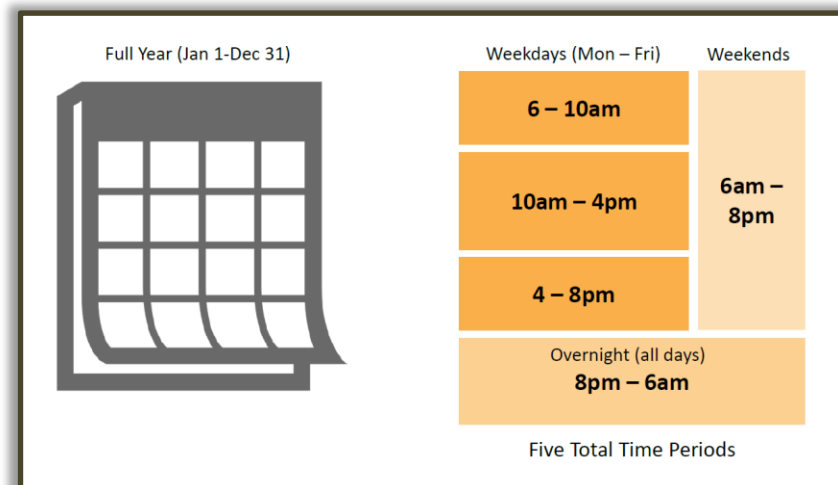 Full Year (Jan 1-Dec 31)
Weekdays (Mon – Fri)
Weekends
6 – 10am
10am – 4pm
4 – 8pm
6am –
8pm
Overnight (all days)
8pm – 6am
Five Total Time Periods